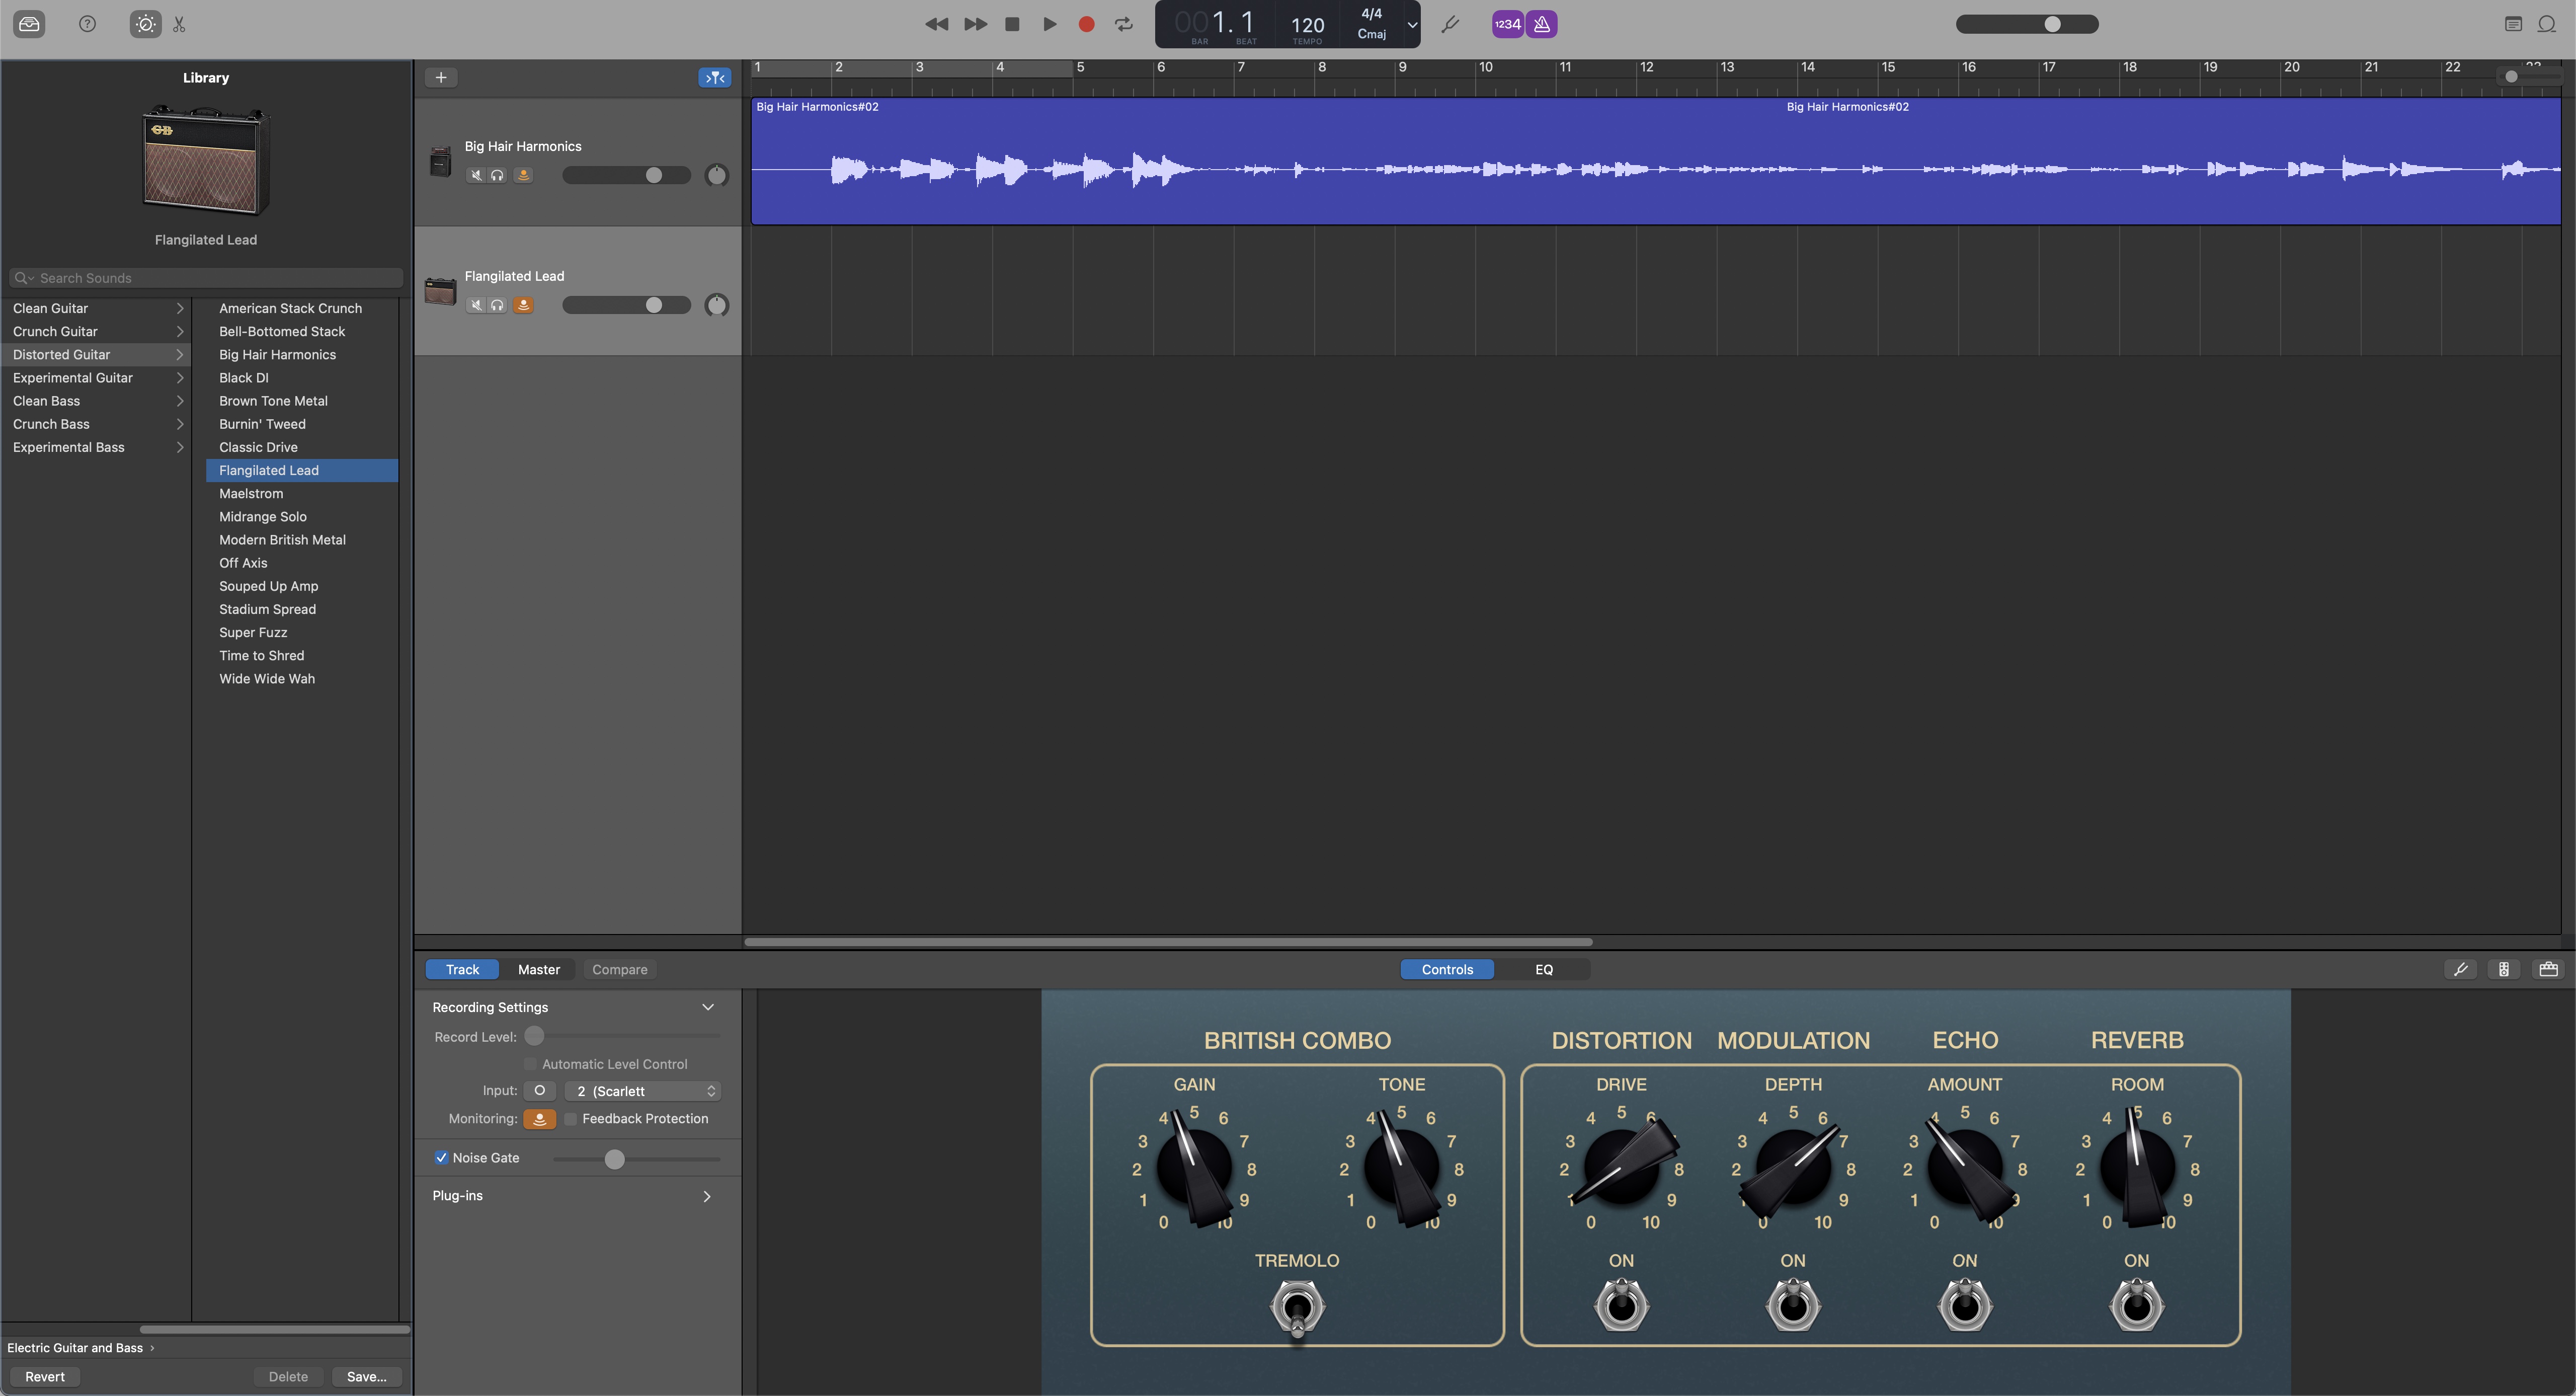 001.1
BAR BEAT
120
TEMPO
4/4
Cmaj
1234
Library
GB
Flangilated Lead
Search Sounds
Clean Guitar
Crunch Guitar
Distorted Guitar
Experimental Guitar
Clean Bass
Crunch Bass
Experimental Bass
American Stack Crunch
Bell-Bottomed Stack
Big Hair Harmonics
Black DI
Brown Tone Metal
Burnin' Tweed
Classic Drive
Flangilated Lead
Maelstrom
Midrange Solo
Modern British Metal
Off Axis
Souped Up Amp
Stadium Spread
Super Fuzz
Time to Shred
Wide Wide Wah
Electric Guitar and Bass
Revert Delete Save...
1 2 3 4 5 6 7 8 9 10 11 12 13 14 15 16 17 18 19 20 21 22
Big Hair Harmonics
Big Hair Harmonics#02 Big Hair Harmonics#02
Flangilated Lead
Track Master Compare Controls EQ
Recording Settings
Record Level:
Automatic Level Control
Input: 2 (Scarlett
Monitoring: Feedback Protection
Noise Gate
Plug-ins
BRITISH COMBO DISTORTION MODULATION ECHO REVERB
GAIN TONE DRIVE DEPTH AMOUNT ROOM
0 1 2 3 4 5 6 7 8 9 10
0 1 2 3 4 5 6 7 8 9 10
0 1 2 3 4 5 6 8 9 10
0 1 2 3 4 5 6 7 8 9 10
0 1 2 3 4 5 6 7 8 9 10
0 1 2 3 4 5 6 7 8 9 10
TREMOLO ON ON ON ON